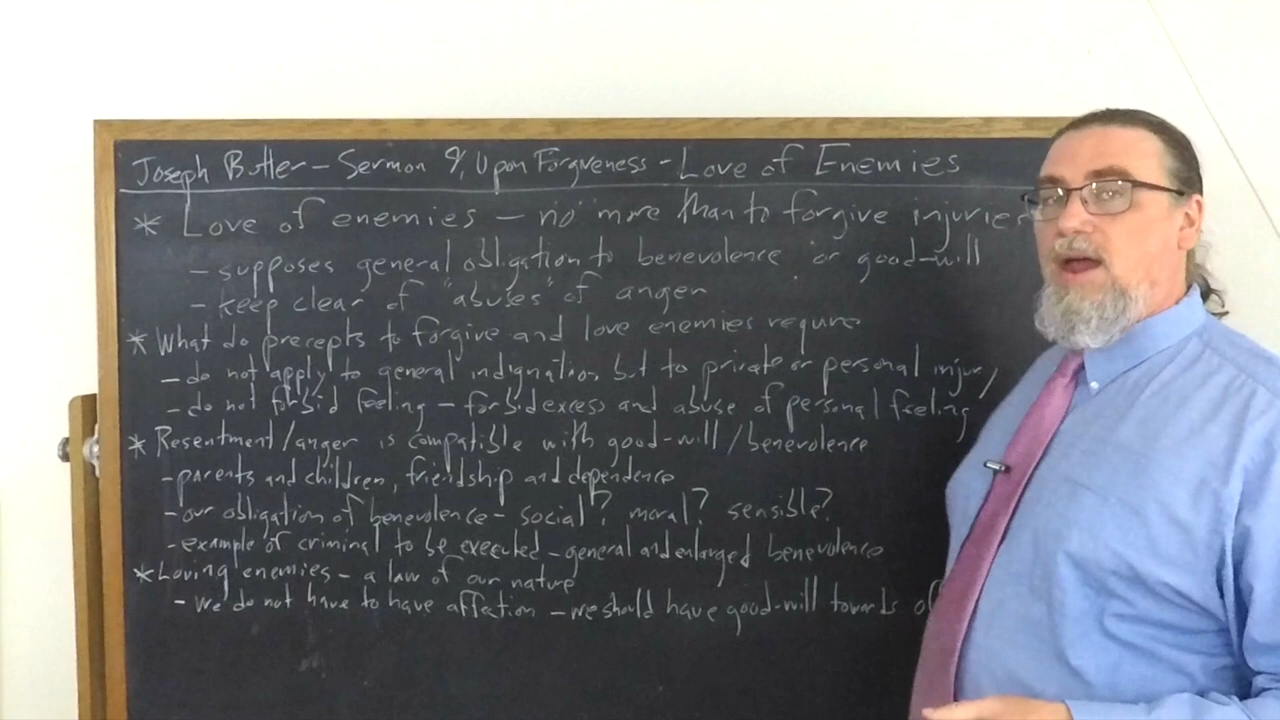 Joseph Butler - Sermon 9, Upon Forgiveness - Love of Enemies
* Love of enemies - no more than to forgive injuries
- supposes general obligation to benevolence or good-will
- keep clear of "abuses" of anger
* What do precepts to forgive and love enemies require
- do not apply to general indignation but to private or personal injury
- do not forbid feeling - forbid excess and abuse of personal feeling
* Resentment/anger is compatible with good-will/benevolence
- parents and children, friendship and dependence
- our obligation of benevolence - social? moral? sensible?
- example of criminal to be executed - general and enlarged benevolence
* Loving enemies - a law of our nature
- we do not have to have affection - we should have good-will towards